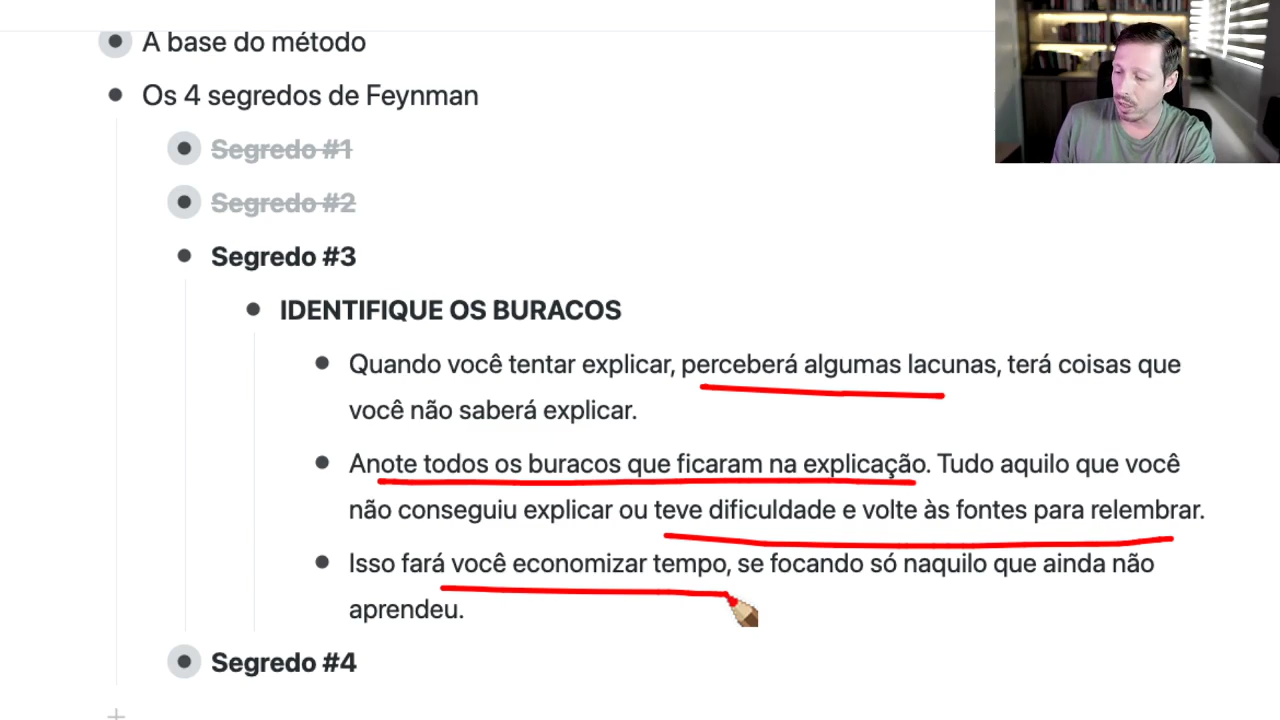 A base do método
Os 4 segredos de Feynman
Segredo #1
Segredo #2
Segredo #3
IDENTIFIQUE OS BURACOS
Quando você tentar explicar, perceberá algumas lacunas, terá coisas que
você não saberá explicar.
Anote todos os buracos que ficaram na explicação. Tudo aquilo que você
não conseguiu explicar ou teve dificuldade e volte às fontes para relembrar.
Isso fará você economizar tempo, se focando só naquilo que ainda não
aprendeu.
Segredo #4